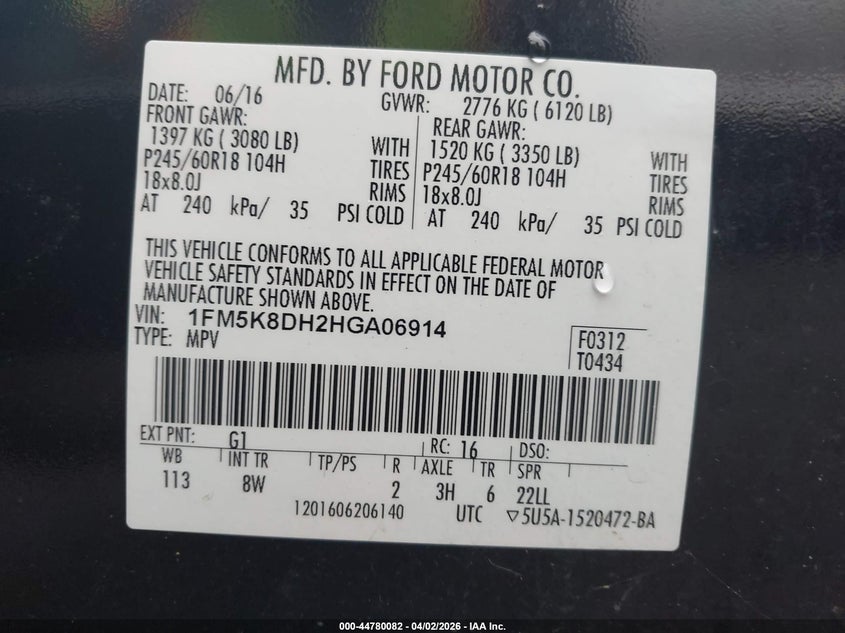 MFD. BY FORD MOTOR CO.
DATE: 06/16 GVWR: 2776 KG ( 6120 LB)
FRONT GAWR: REAR GAWR:
1397 KG ( 3080 LB) WITH 1520 KG ( 3350 LB) WITH
P245/60R18 104H TIRES P245/60R18 104H TIRES
18x8.0J RIMS 18x8.0J RIMS
AT 240 kPa/ 35 PSI COLD AT 240 kPa/ 35 PSI COLD
THIS VEHICLE CONFORMS TO ALL APPLICABLE FEDERAL MOTOR
VEHICLE SAFETY STANDARDS IN EFFECT ON THE DATE OF
MANUFACTURE SHOWN ABOVE.
VIN: 1FM5K8DH2HGA06914
TYPE: MPV
F0312
T0434
EXT PNT: G1 RC: 16 DSO:
WB INT TR TP/PS R AXLE TR SPR
113 8W 2 3H 6 22LL
1201606206140 UTC ▽5U5A-1520472-BA
000-44780082 - 04/02/2026 - IAA Inc.